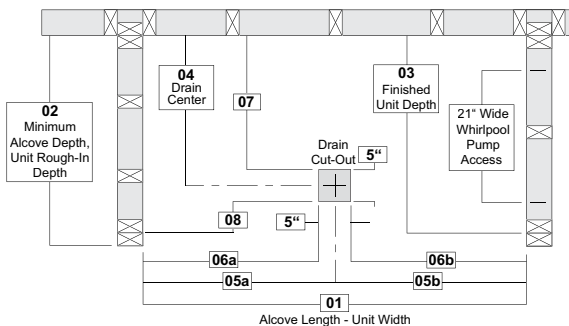 04
Drain
Center
03
Finished
Unit Depth
02
Minimum
Alcove Depth,
Unit Rough-In
Depth
07
21“ Wide
Whirlpool
Pump
Access
Drain
Cut-Out
5“
08
5“
06a
06b
05a
05b
01
Alcove Length - Unit Width